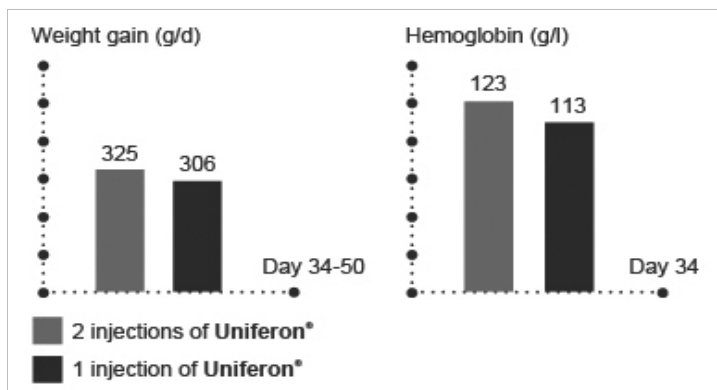 Weight gain (g/d)
325
306
Day 34-50
Hemoglobin (g/l)
123
113
Day 34
2 injections of Uniferon®
1 injection of Uniferon®